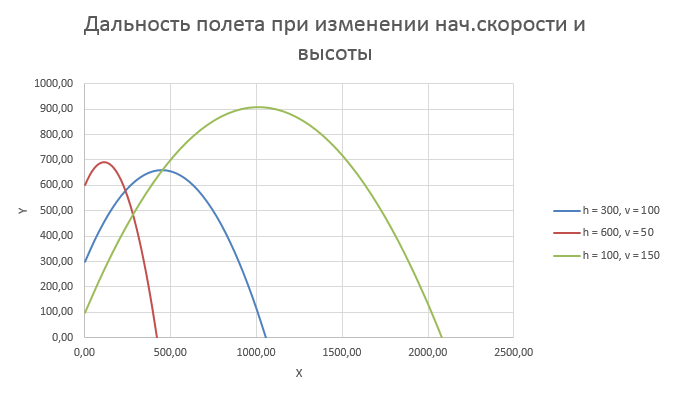 Дальность полета при изменении нач.скорости и
высоты
1000,00
900,00
800,00
700,00
600,00
500,00
400,00
300,00
200,00
100,00
0,00
Y
0,00 500,00 1000,00 1500,00 2000,00 2500,00
X
h = 300, v = 100
h = 600, v = 50
h = 100, v = 150